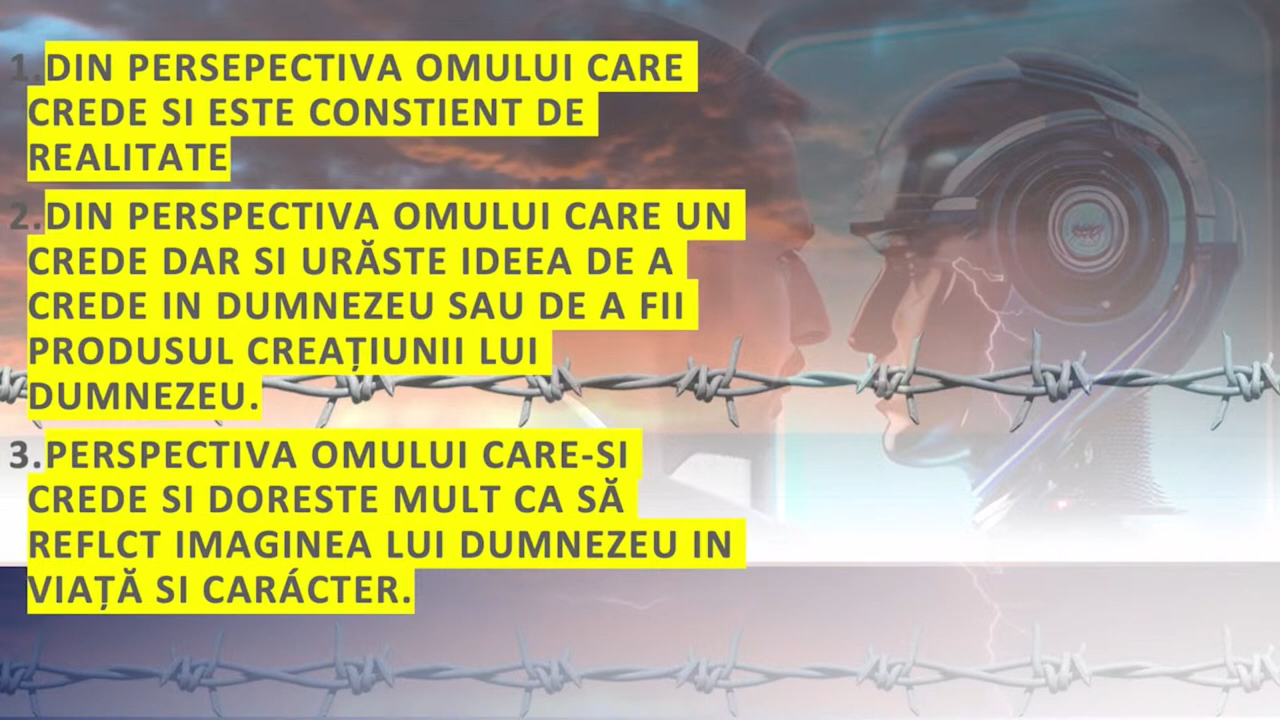 1.DIN PERSEPECTIVA OMULUI CARE
CREDE SI ESTE CONSTIENT DE
REALITATE
2.DIN PERSPECTIVA OMULUI CARE UN
CREDE DAR SI URĂSTE IDEEA DE A
CREDE IN DUMNEZEU SAU DE A FII
PRODUSUL CREAȚIUNII LUI
DUMNEZEU.
3.PERSPECTIVA OMULUI CARE-SI
CREDE SI DORESTE MULT CA SĂ
REFLCT IMAGINEA LUI DUMNEZEU IN
VIAȚĂ SI CARÁCTER.